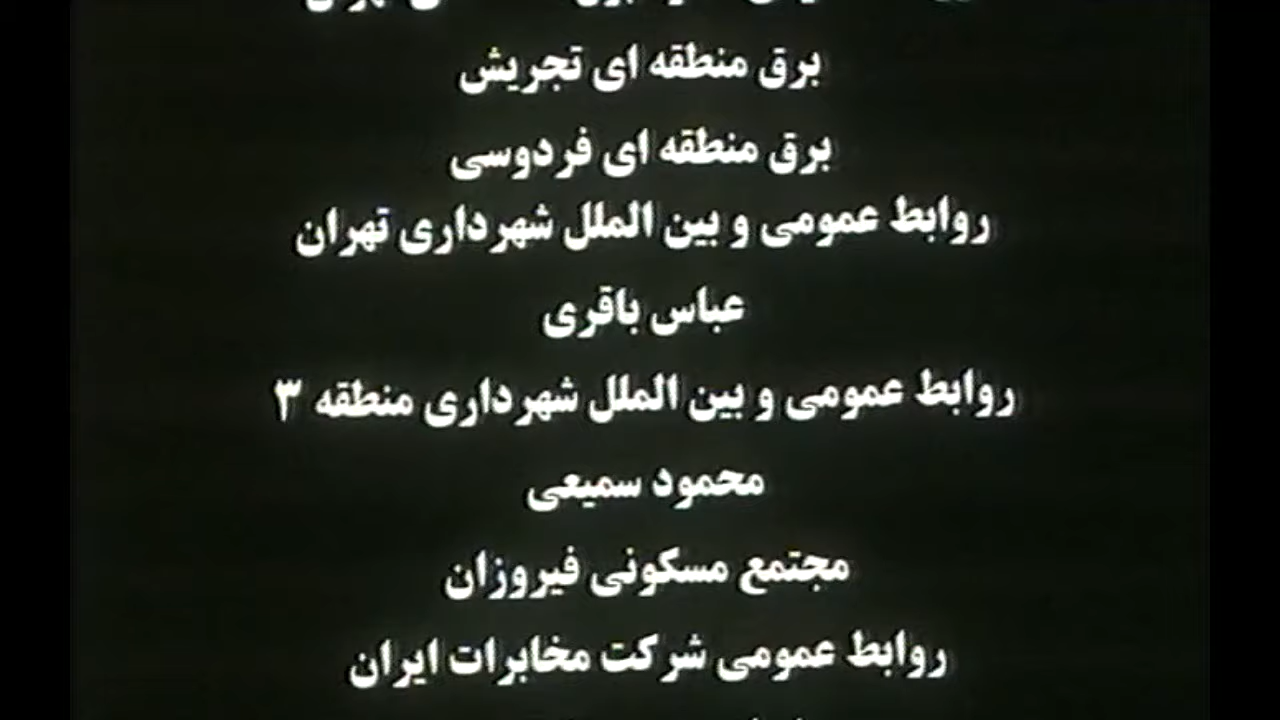 تهران
برق منطقه ای تجریش
برق منطقه ای فردوسی
روابط عمومی و بین الملل شهرداری تهران
عباس باقری
روابط عمومی و بین الملل شهرداری منطقه ۳
محمود سمیعی
مجتمع مسکونی فیروزان
روابط عمومی شرکت مخابرات ایران